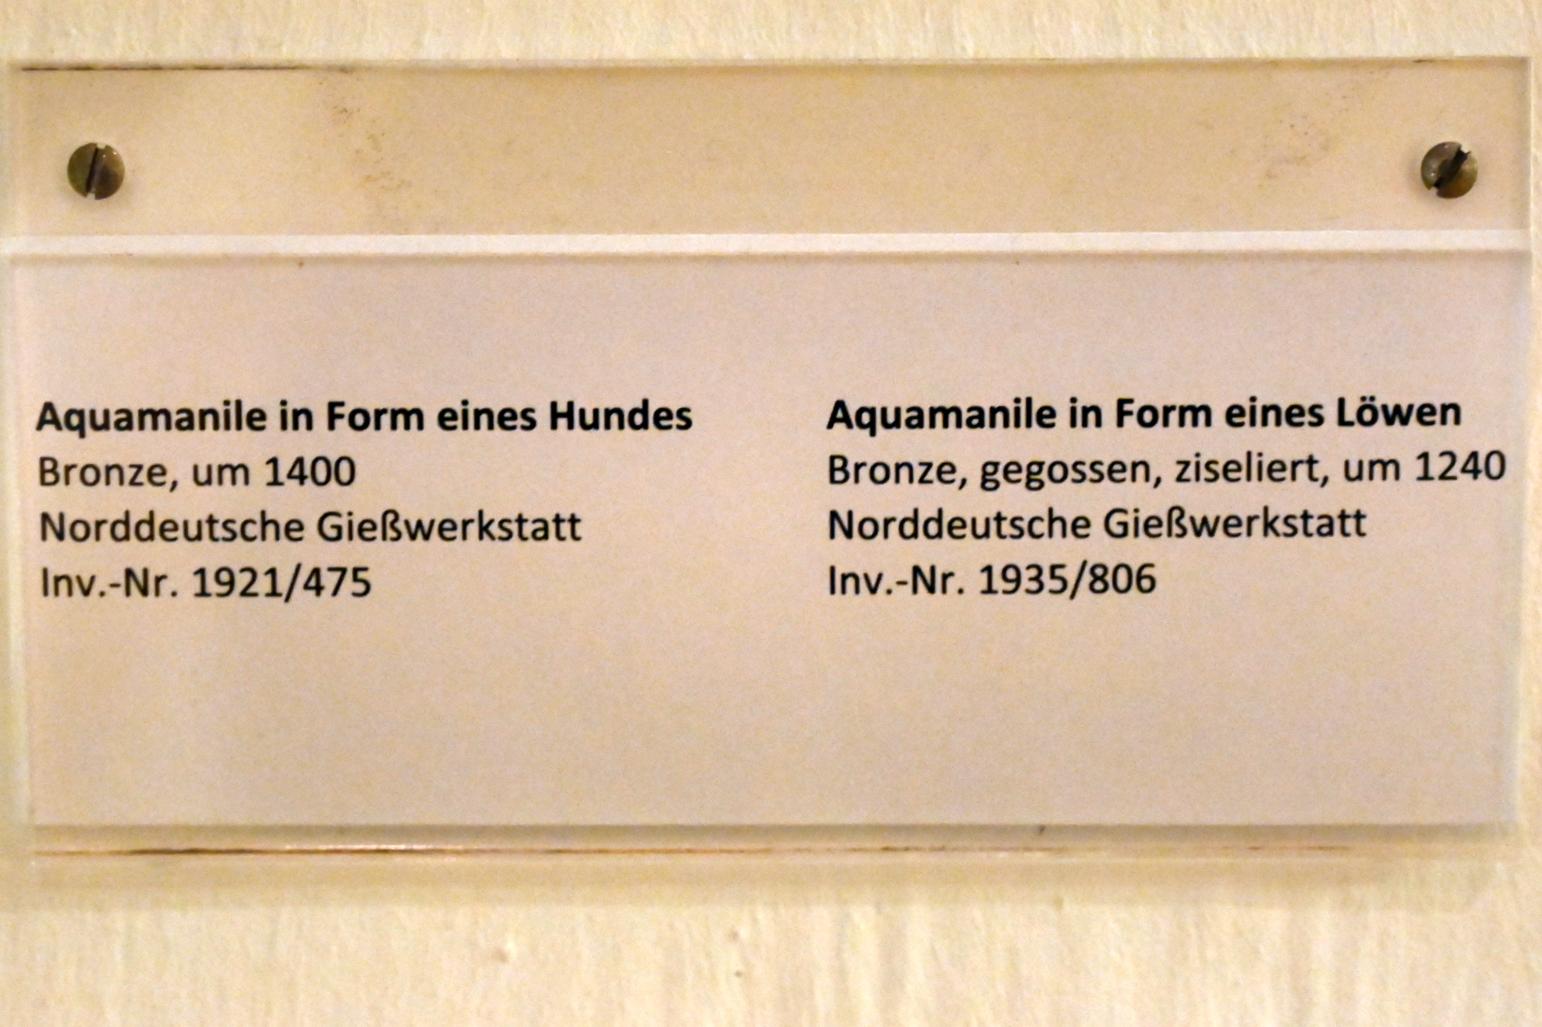 Aquamanile in Form eines Hundes
Bronze, um 1400
Norddeutsche Gießwerkstatt
Inv.-Nr. 1921/475
Aquamanile in Form eines Löwen
Bronze, gegossen, ziseliert, um 1240
Norddeutsche Gießwerkstatt
Inv.-Nr. 1935/806